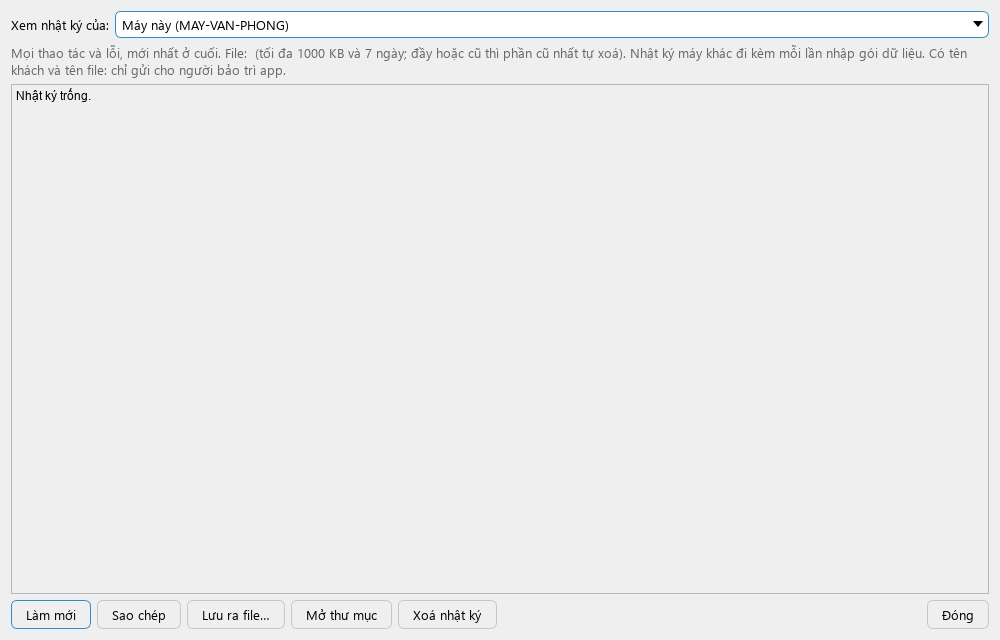 Xem nhật ký của: Máy này (MAY-VAN-PHONG)
Mọi thao tác và lỗi, mới nhất ở cuối. File:  (tối đa 1000 KB và 7 ngày; đầy hoặc cũ thì phần cũ nhất tự xoá). Nhật ký máy khác đi kèm mỗi lần nhập gói dữ liệu. Có tên
khách và tên file: chỉ gửi cho người bảo trì app.
Nhật ký trống.
Làm mới Sao chép Lưu ra file... Mở thư mục Xoá nhật ký Đóng